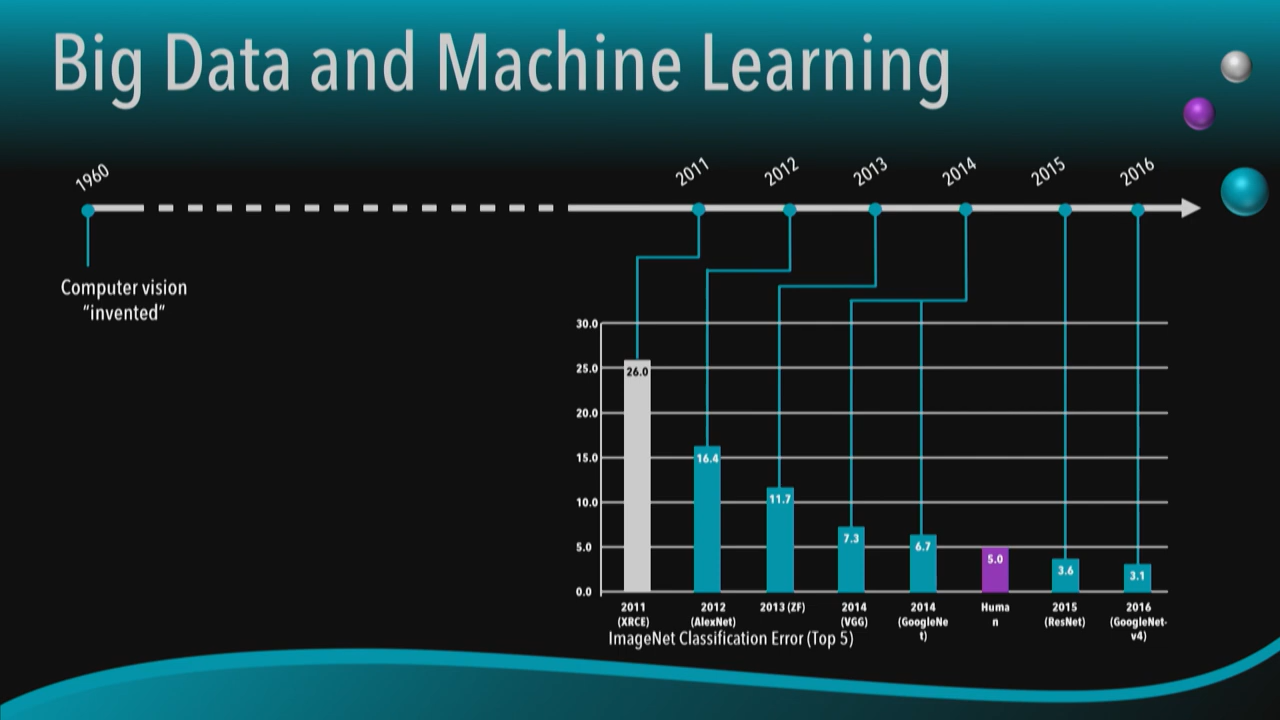 Big Data and Machine Learning
1960
2011
2012
2013
2014
2015
2016
Computer vision
“invented”
30.0
25.0
20.0
15.0
10.0
5.0
0.0
26.0
16.4
11.7
7.3
6.7
5.0
3.6
3.1
2011
(XRCE)
2012
(AlexNet)
2013 (ZF)
2014
(VGG)
2014
(GoogleNe
t)
Huma
n
2015
(ResNet)
2016
(GoogleNet-
v4)
ImageNet Classification Error (Top 5)